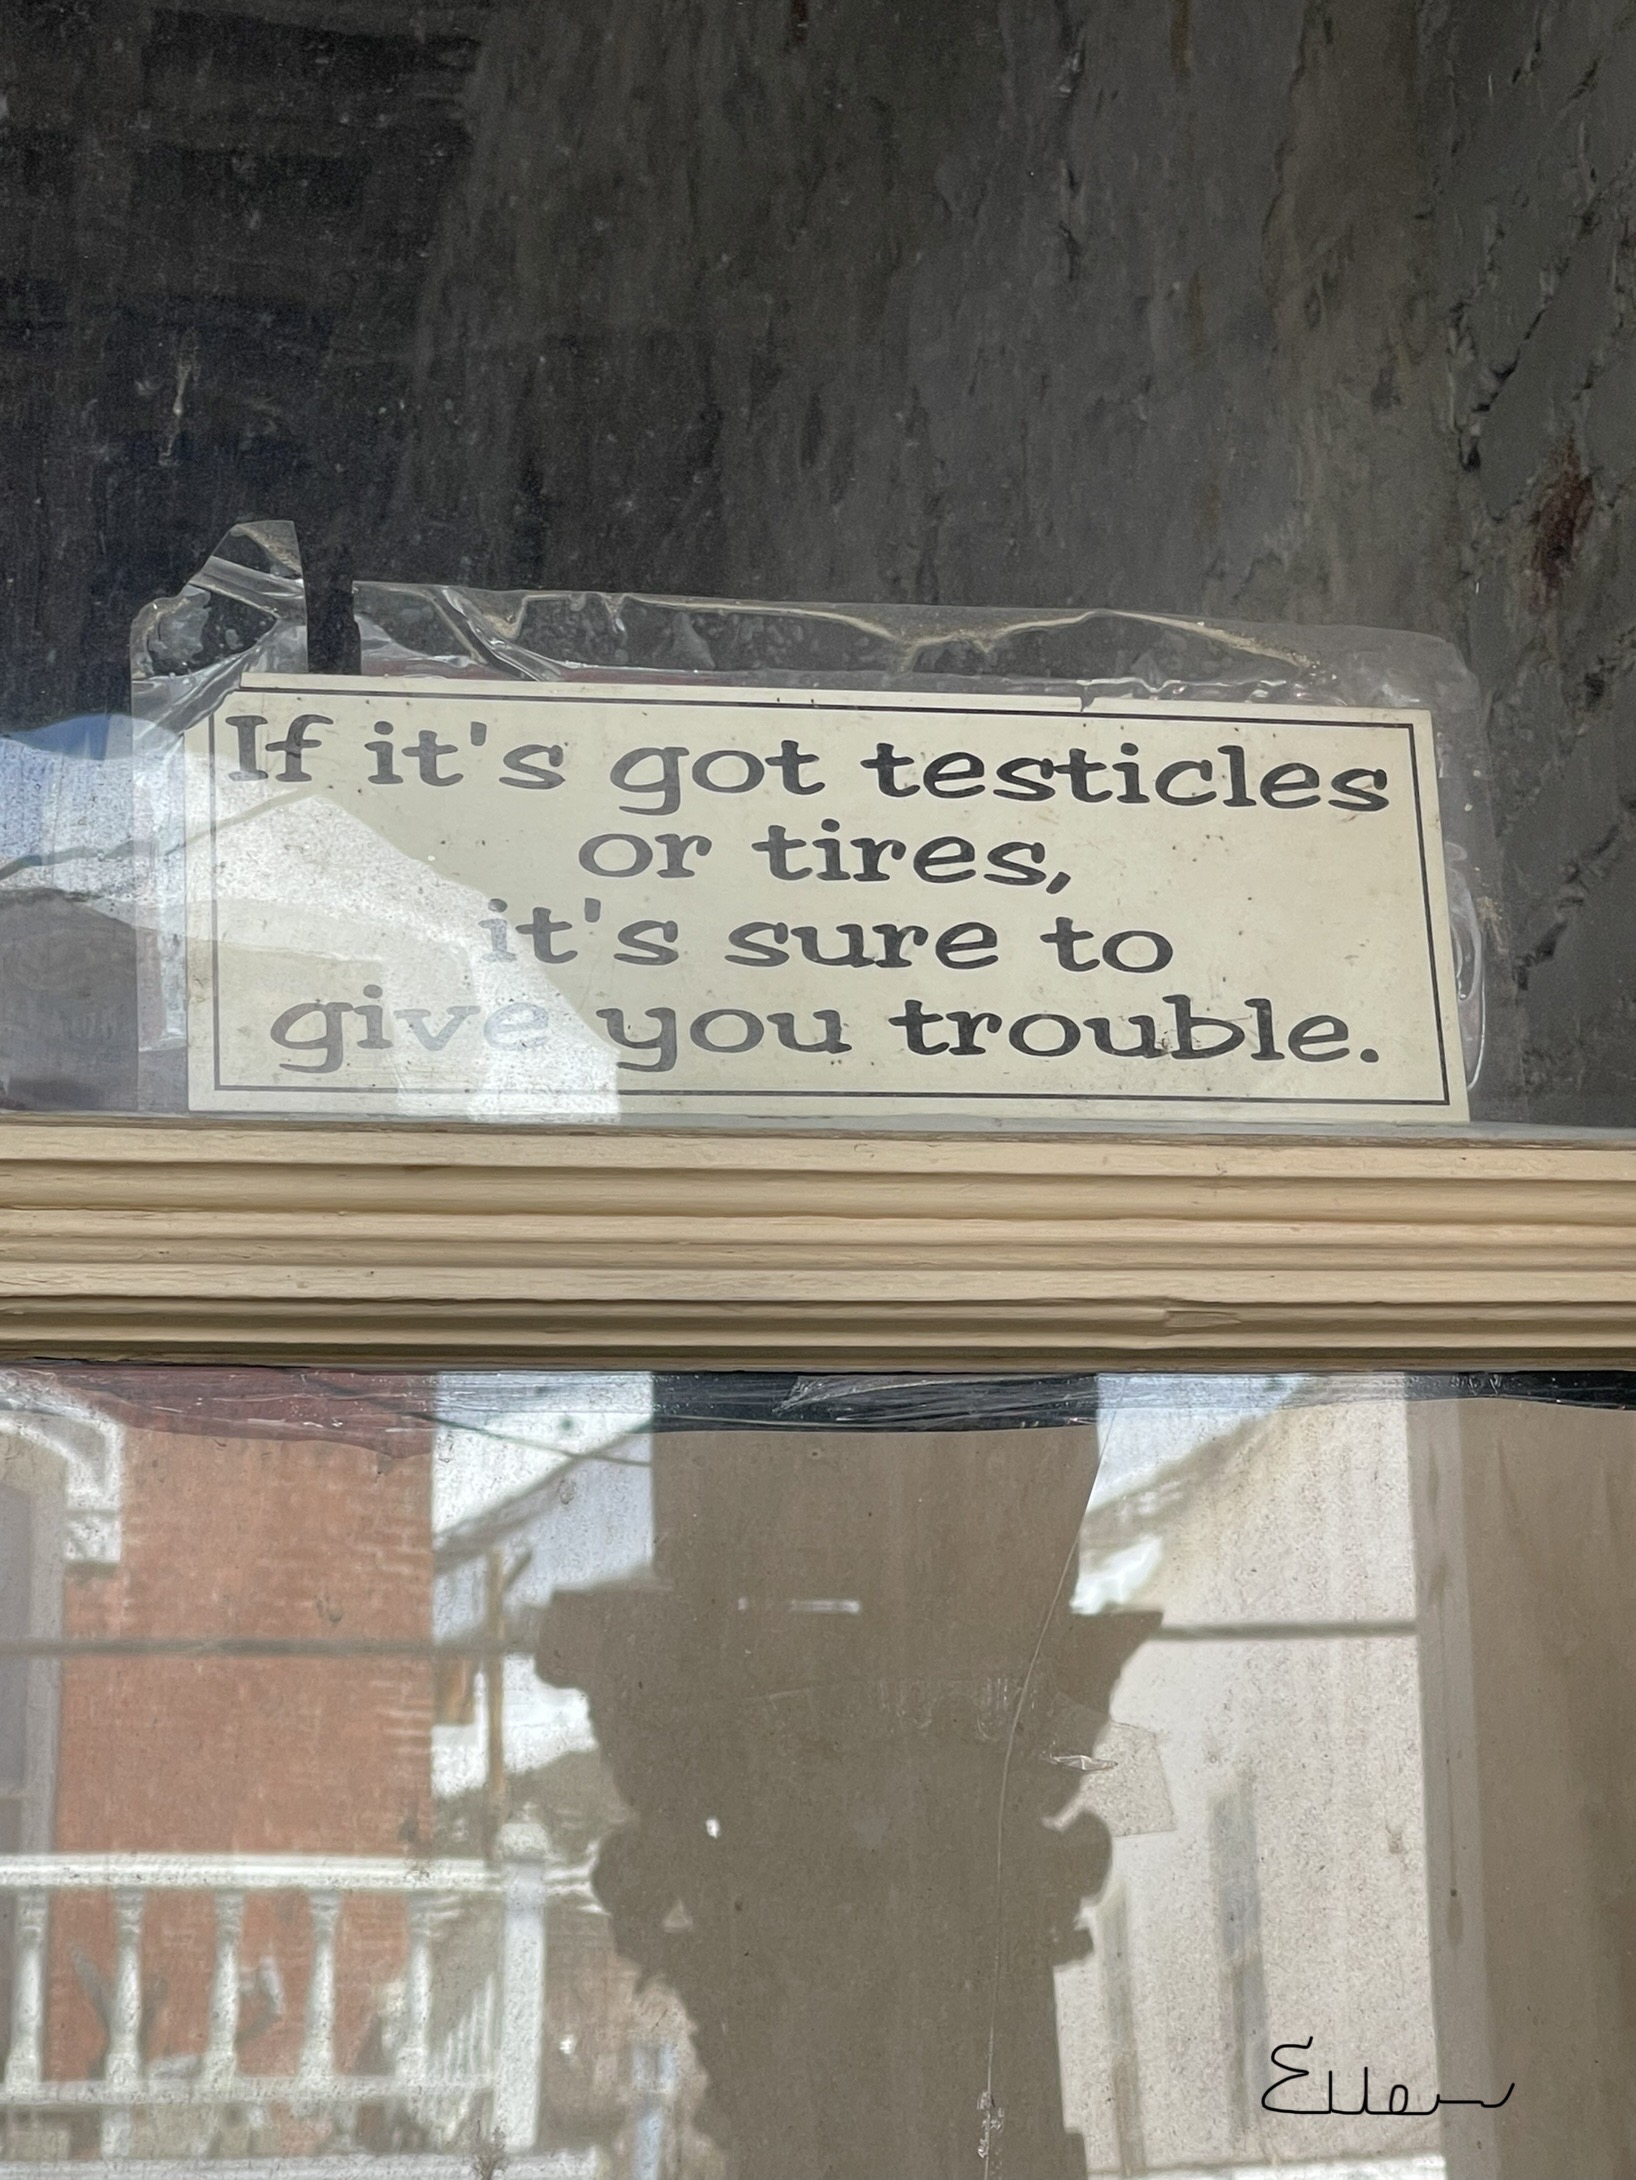 If it's got testicles
or tires,
it's sure to
give you trouble.
Ellen